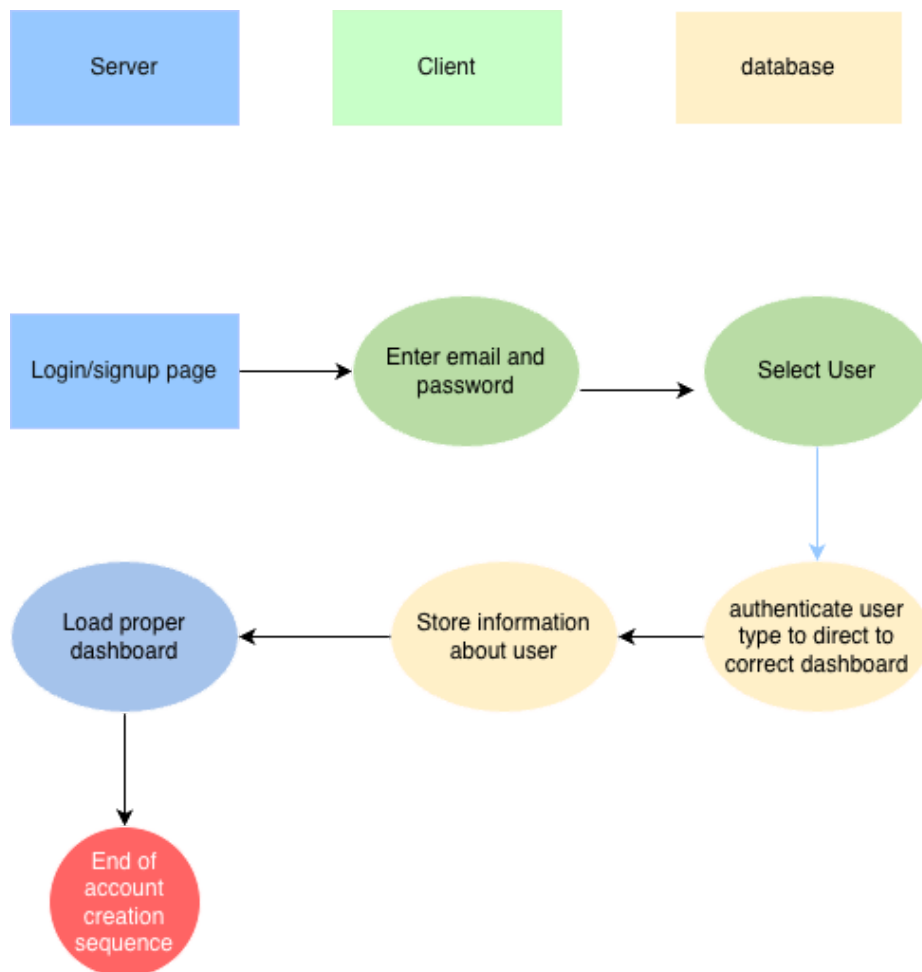 Server
Client
database
Login/signup page
Enter email and
password
Select User
Load proper
dashboard
Store information
about user
authenticate user
type to direct to
correct dashboard
End of
account
creation
sequence